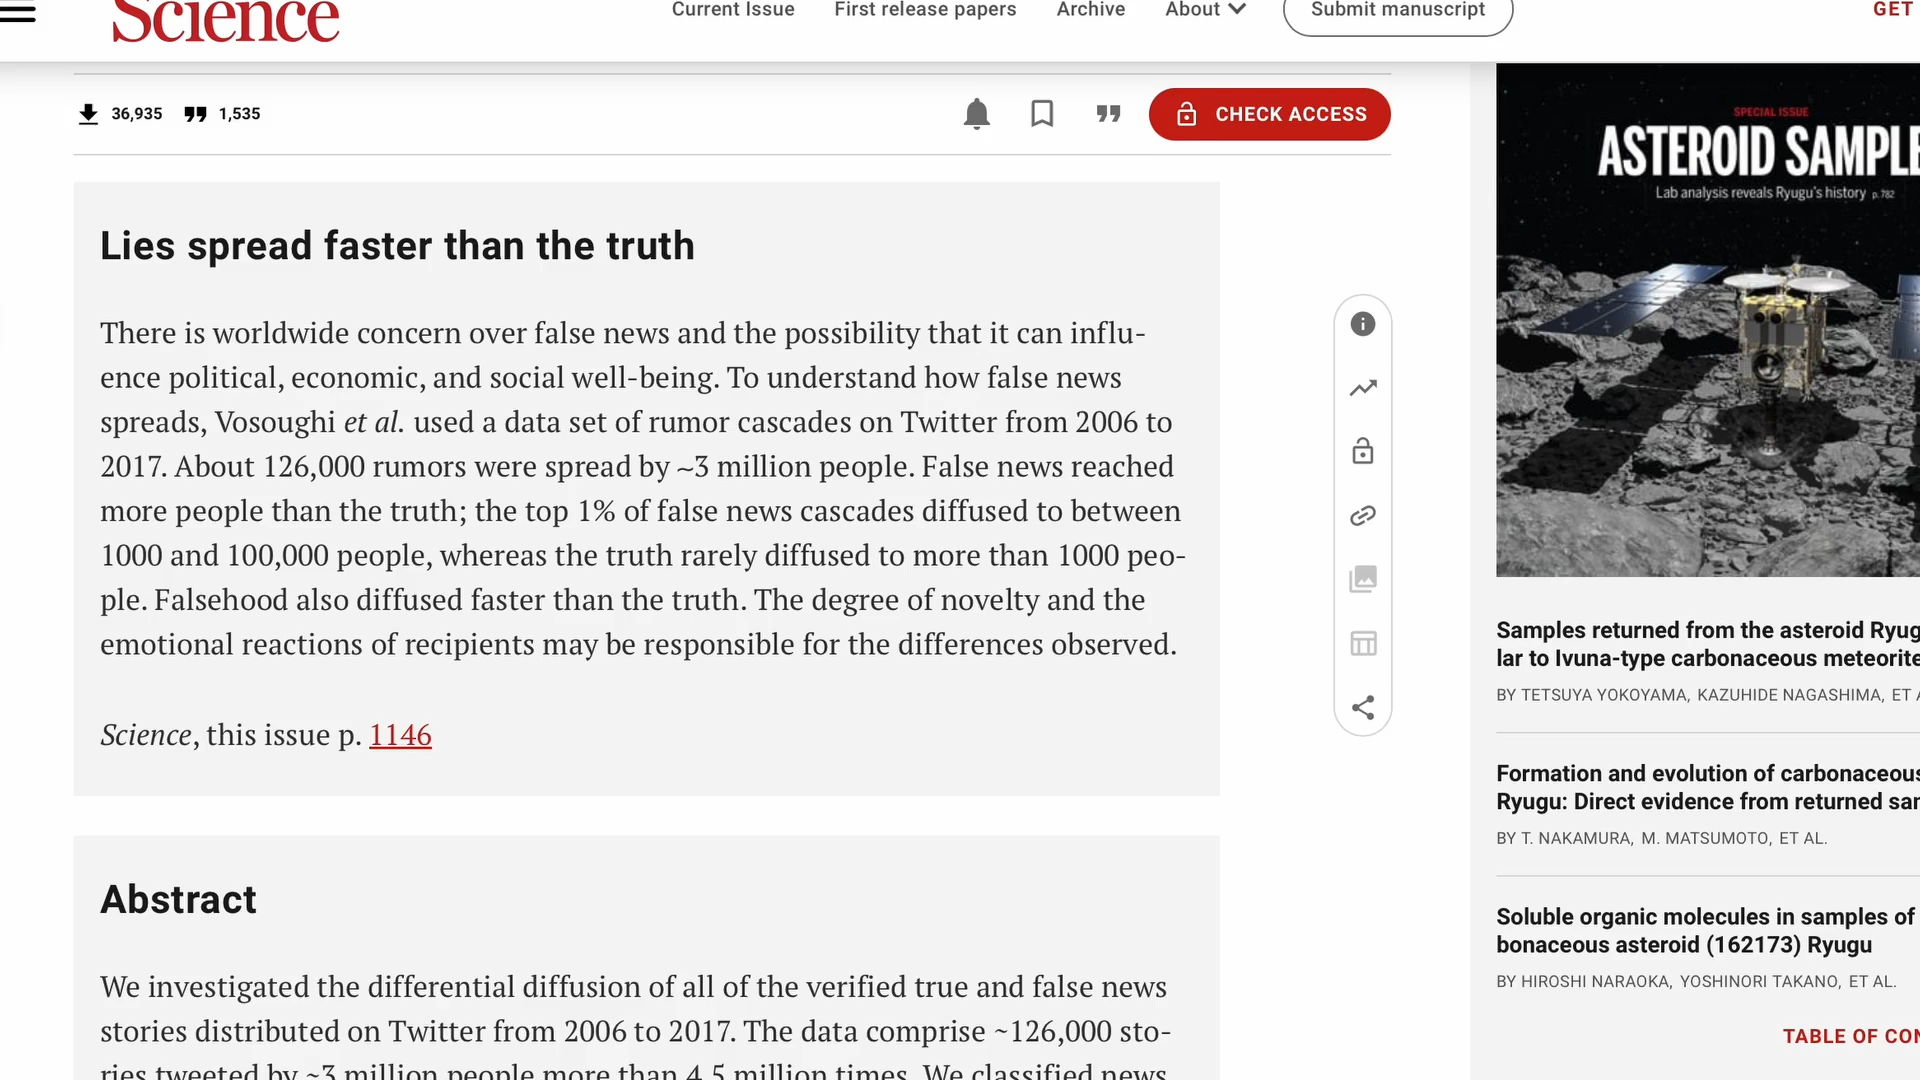 Science
Current Issue
First release papers
Archive
About
Submit manuscript
GET
36,935
1,535
CHECK ACCESS
Lies spread faster than the truth
There is worldwide concern over false news and the possibility that it can influ-
ence political, economic, and social well-being. To understand how false news
spreads, Vosoughi et al. used a data set of rumor cascades on Twitter from 2006 to
2017. About 126,000 rumors were spread by ~3 million people. False news reached
more people than the truth; the top 1% of false news cascades diffused to between
1000 and 100,000 people, whereas the truth rarely diffused to more than 1000 peo-
ple. Falsehood also diffused faster than the truth. The degree of novelty and the
emotional reactions of recipients may be responsible for the differences observed.
Science, this issue p. 1146
Abstract
We investigated the differential diffusion of all of the verified true and false news
stories distributed on Twitter from 2006 to 2017. The data comprise ~126,000 sto-
ries tweeted by ~3 million people more than 4.5 million times. We classified news
SPECIAL ISSUE
ASTEROID SAMPLE
Lab analysis reveals Ryugu's history p. 782
Samples returned from the asteroid Ryug
lar to Ivuna-type carbonaceous meteorite
BY TETSUYA YOKOYAMA, KAZUHIDE NAGASHIMA, ET A
Formation and evolution of carbonaceous
Ryugu: Direct evidence from returned sa
BY T. NAKAMURA, M. MATSUMOTO, ET AL.
Soluble organic molecules in samples of
bonaceous asteroid (162173) Ryugu
BY HIROSHI NARAOKA, YOSHINORI TAKANO, ET AL.
TABLE OF CON